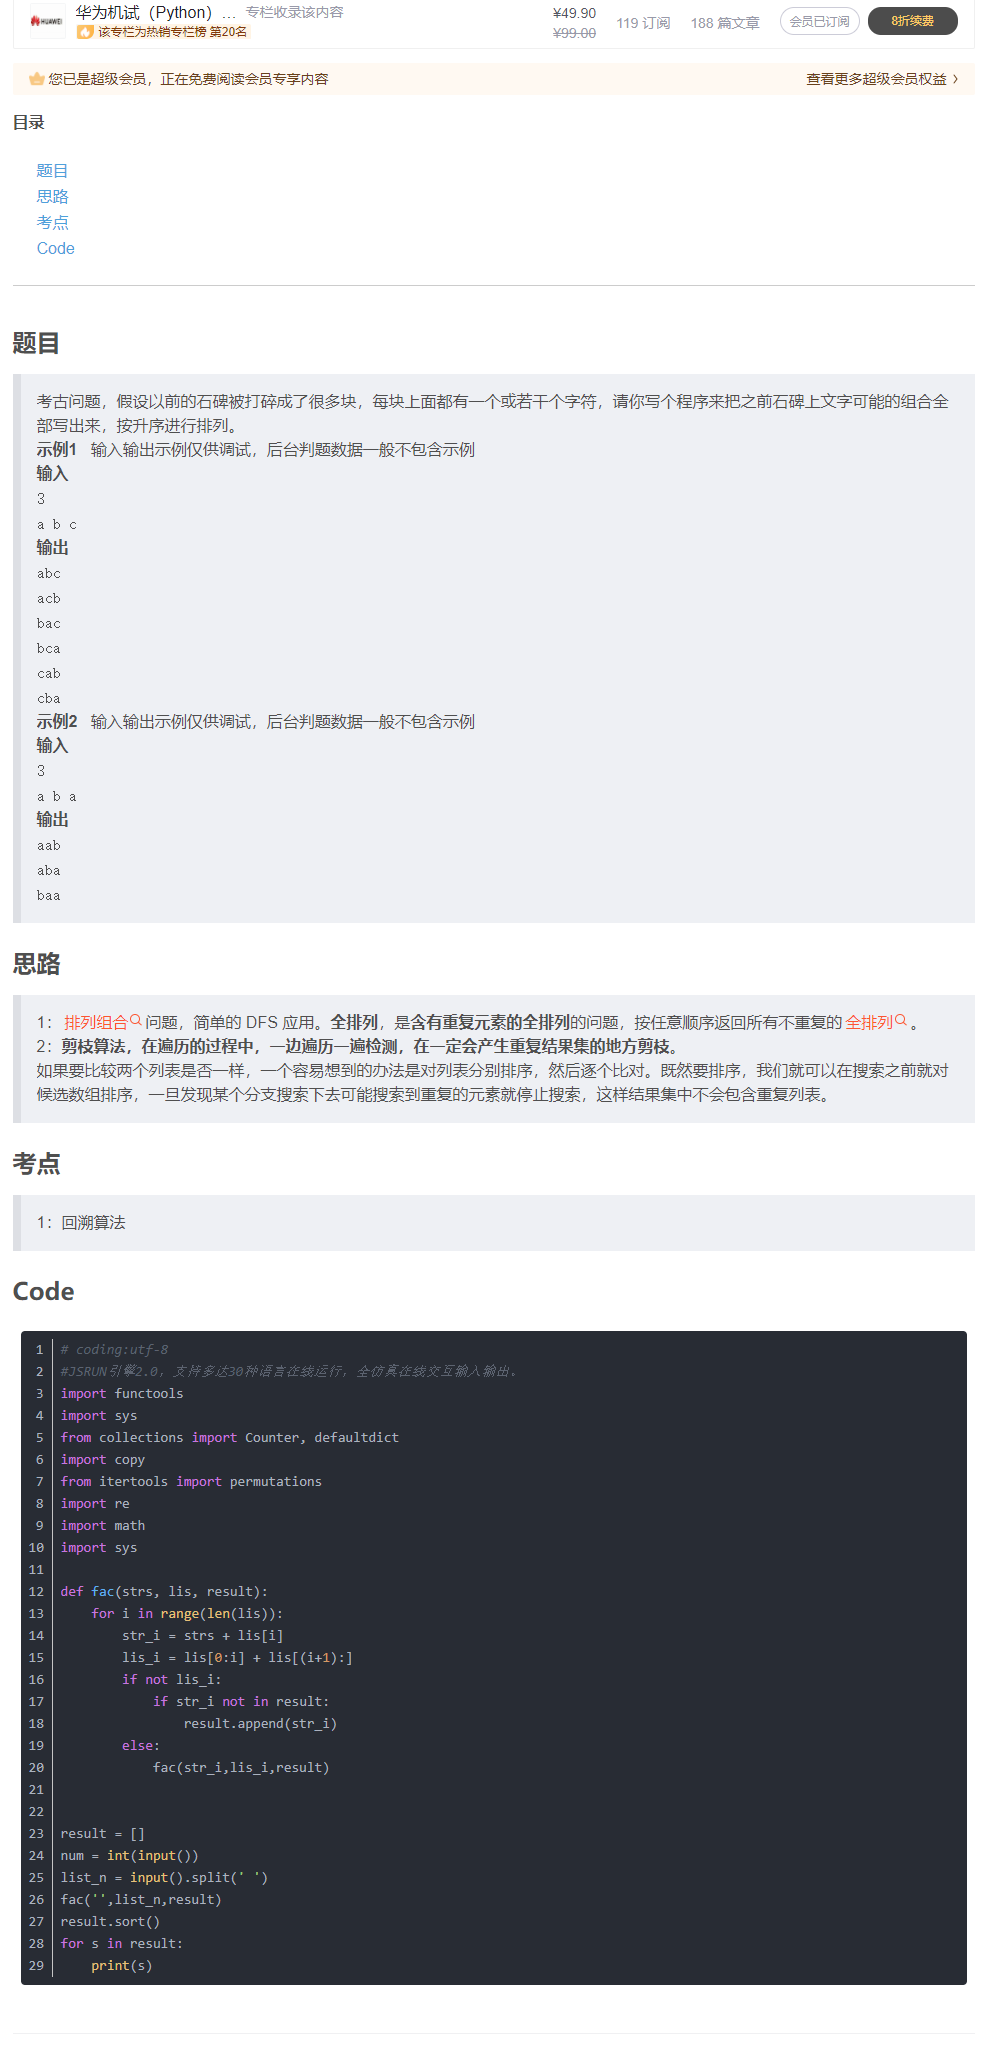 HUAWEI 华为机试（Python）... 专栏收录该内容 ¥49.90 119 订阅 188 篇文章 会员已订阅 8折续费
该专栏为热销专栏榜 第20名 ¥99.00
您已是超级会员，正在免费阅读会员专享内容 查看更多超级会员权益
目录
题目
思路
考点
Code
题目
考古问题，假设以前的石碑被打碎成了很多块，每块上面都有一个或若干个字符，请你写个程序来把之前石碑上文字可能的组合全
部写出来，按升序进行排列。
示例1 输入输出示例仅供调试，后台判题数据一般不包含示例
输入
3
a b c
输出
abc
acb
bac
bca
cab
cba
示例2 输入输出示例仅供调试，后台判题数据一般不包含示例
输入
3
a b a
输出
aab
aba
baa
思路
1： 排列组合问题，简单的 DFS 应用。全排列，是含有重复元素的全排列的问题，按任意顺序返回所有不重复的 全排列。
2：剪枝算法，在遍历的过程中，一边遍历一遍检测，在一定会产生重复结果集的地方剪枝。
如果要比较两个列表是否一样，一个容易想到的办法是对列表分别排序，然后逐个比对。既然要排序，我们就可以在搜索之前就对
候选数组排序，一旦发现某个分支搜索下去可能搜索到重复的元素就停止搜索，这样结果集中不会包含重复列表。
考点
1：回溯算法
Code
1 # coding:utf-8
2 #JSRUN引擎2.0，支持多达30种语言在线运行，全仿真在线交互输入输出。
3 import functools
4 import sys
5 from collections import Counter, defaultdict
6 import copy
7 from itertools import permutations
8 import re
9 import math
10 import sys
11
12 def fac(strs, lis, result):
13     for i in range(len(lis)):
14         str_i = strs + lis[i]
15         lis_i = lis[0:i] + lis[(i+1):]
16         if not lis_i:
17             if str_i not in result:
18                 result.append(str_i)
19         else:
20             fac(str_i,lis_i,result)
21
22
23 result = []
24 num = int(input())
25 list_n = input().split(' ')
26 fac('',list_n,result)
27 result.sort()
28 for s in result:
29     print(s)